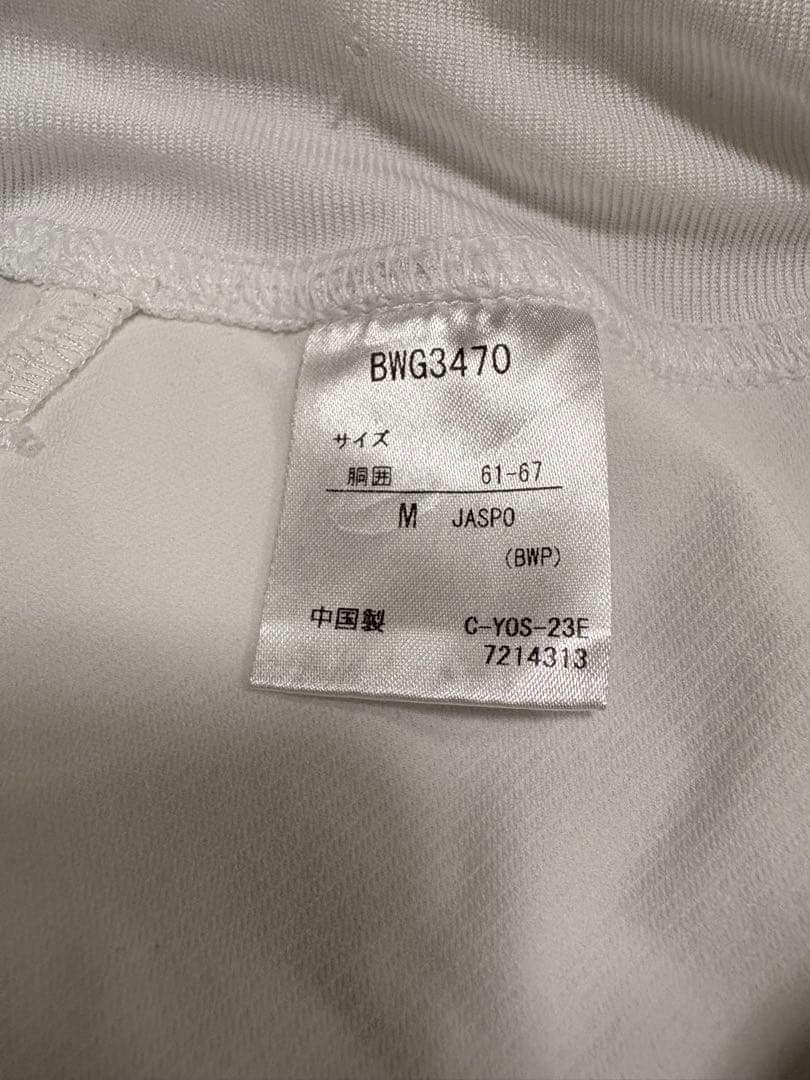 BWG3470
サイズ
胴囲 61-67
M JASPO
(BWP)
中国製 C-YOS-23E
7214313